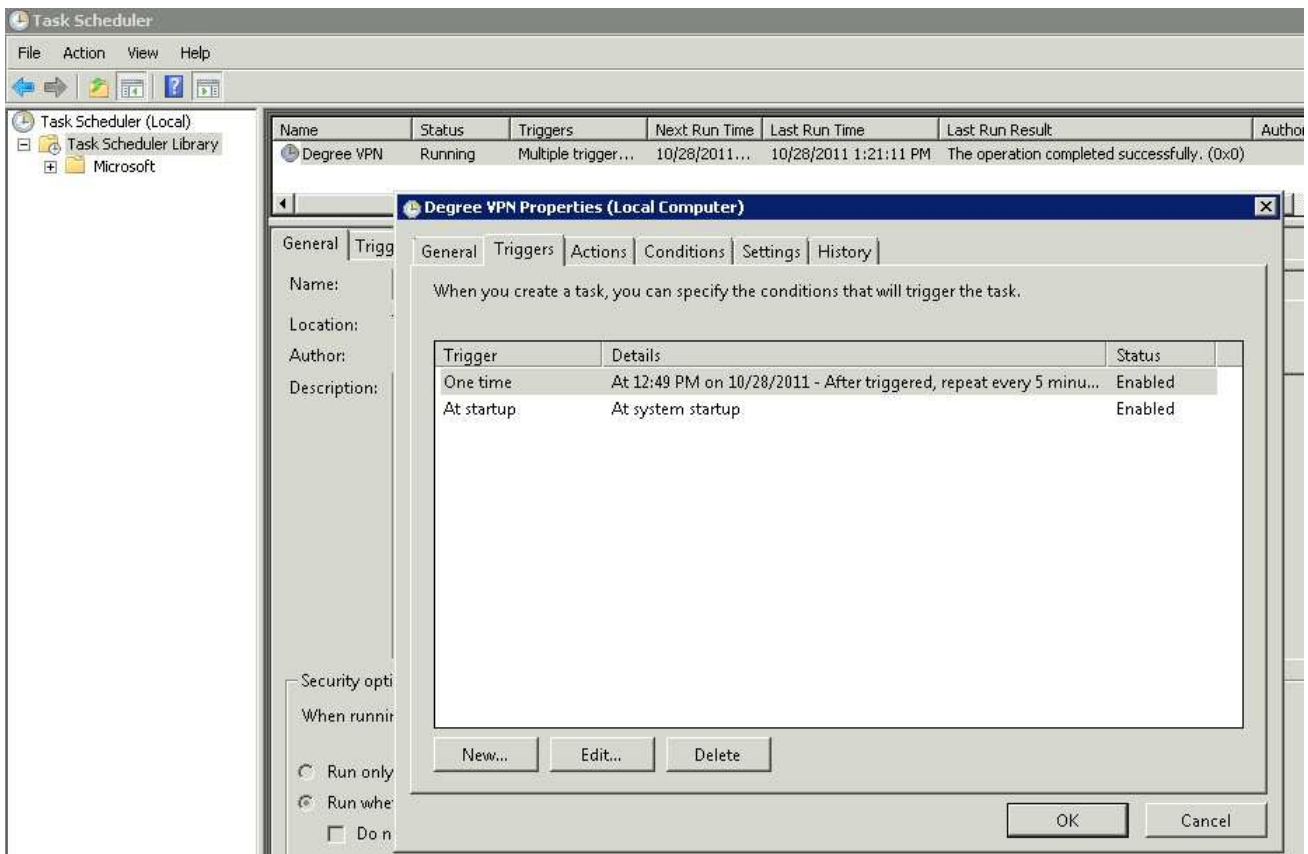 Task Scheduler
File Action View Help
Task Scheduler (Local)
Task Scheduler Library
Microsoft
Name Status Triggers Next Run Time Last Run Time Last Run Result Author
Degree VPN Running Multiple trigger... 10/28/2011... 10/28/2011 1:21:11 PM The operation completed successfully. (0x0)
General Trigg
Name:
Location:
Author:
Description:
Security opti
When runnin
Run only
Run whe
Do n
Degree VPN Properties (Local Computer)
General Triggers Actions Conditions Settings History
When you create a task, you can specify the conditions that will trigger the task.
Trigger Details Status
One time At 12:49 PM on 10/28/2011 - After triggered, repeat every 5 minu... Enabled
At startup At system startup Enabled
New... Edit... Delete
OK Cancel